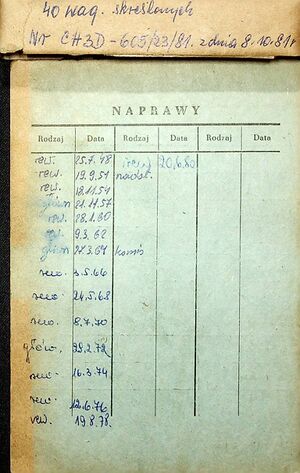 40 wag. skreślonych
Nr CH3D-605/23/81. z dnia 8.10.81r
NAPRAWY
Rodzaj Data Rodzaj Data Rodzaj Data
rew. 25.7.48 20.6.80
rew. 19.9.51
rew. 18.11.54
główn 21.11.57
rew. 28.1.60
rew. 9.3.62
główn 27.3.64 komis
rew. 3.5.66
rew. 24.5.68
rew. 8.7.70
główn. 29.2.72
rew. 16.3.74
rew. 12.6.76
rew. 19.8.78